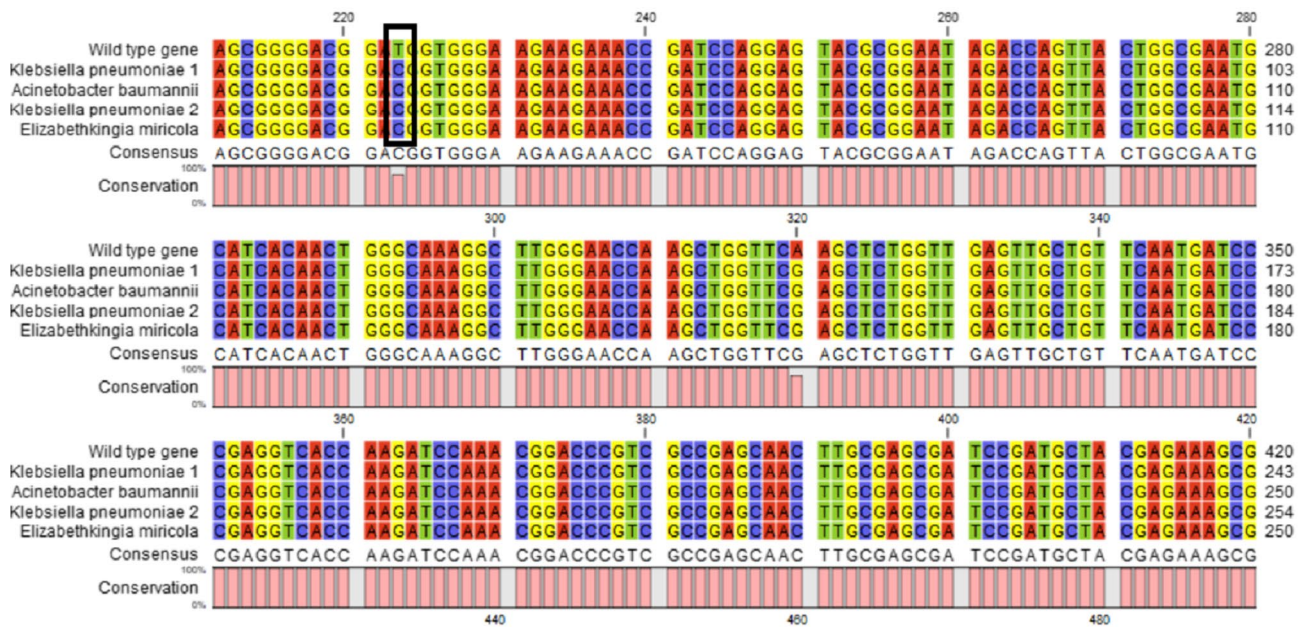 220 240 260 280
Wild type gene AGCGGGGACG GATGGTGGGA AGAAGAAACC GATCCAGGAG TACGCGGAAT AGACCAGTTA CTGGCGAATG 280
Klebsiella pneumoniae 1 AGCGGGGACG GACGGTGGGA AGAAGAAACC GATCCAGGAG TACGCGGAAT AGACCAGTTA CTGGCGAATG 103
Acinetobacter baumannii AGCGGGGACG GACGGTGGGA AGAAGAAACC GATCCAGGAG TACGCGGAAT AGACCAGTTA CTGGCGAATG 110
Klebsiella pneumoniae 2 AGCGGGGACG GACGGTGGGA AGAAGAAACC GATCCAGGAG TACGCGGAAT AGACCAGTTA CTGGCGAATG 114
Elizabethkingia miricola AGCGGGGACG GACGGTGGGA AGAAGAAACC GATCCAGGAG TACGCGGAAT AGACCAGTTA CTGGCGAATG 110
Consensus AGCGGGGACG GACGGTGGGA AGAAGAAACC GATCCAGGAG TACGCGGAAT AGACCAGTTA CTGGCGAATG
100%
Conservation
0%
300 320 340
Wild type gene CATCACAACT GGGCAAAGGC TTGGGAACCA AGCTGGTTCA AGCTCTGGTT GAGTTGCTGT TCAATGATCC 350
Klebsiella pneumoniae 1 CATCACAACT GGGCAAAGGC TTGGGAACCA AGCTGGTTCG AGCTCTGGTT GAGTTGCTGT TCAATGATCC 173
Acinetobacter baumannii CATCACAACT GGGCAAAGGC TTGGGAACCA AGCTGGTTCG AGCTCTGGTT GAGTTGCTGT TCAATGATCC 180
Klebsiella pneumoniae 2 CATCACAACT GGGCAAAGGC TTGGGAACCA AGCTGGTTCG AGCTCTGGTT GAGTTGCTGT TCAATGATCC 184
Elizabethkingia miricola CATCACAACT GGGCAAAGGC TTGGGAACCA AGCTGGTTCG AGCTCTGGTT GAGTTGCTGT TCAATGATCC 180
Consensus CATCACAACT GGGCAAAGGC TTGGGAACCA AGCTGGTTCG AGCTCTGGTT GAGTTGCTGT TCAATGATCC
100%
Conservation
0%
360 380 400 420
Wild type gene CGAGGTCACC AAGATCCAAA CGGACCCGTC GCCGAGCAAC TTGCGAGCGA TCCGATGCTA CGAGAAAGCG 420
Klebsiella pneumoniae 1 CGAGGTCACC AAGATCCAAA CGGACCCGTC GCCGAGCAAC TTGCGAGCGA TCCGATGCTA CGAGAAAGCG 243
Acinetobacter baumannii CGAGGTCACC AAGATCCAAA CGGACCCGTC GCCGAGCAAC TTGCGAGCGA TCCGATGCTA CGAGAAAGCG 250
Klebsiella pneumoniae 2 CGAGGTCACC AAGATCCAAA CGGACCCGTC GCCGAGCAAC TTGCGAGCGA TCCGATGCTA CGAGAAAGCG 254
Elizabethkingia miricola CGAGGTCACC AAGATCCAAA CGGACCCGTC GCCGAGCAAC TTGCGAGCGA TCCGATGCTA CGAGAAAGCG 250
Consensus CGAGGTCACC AAGATCCAAA CGGACCCGTC GCCGAGCAAC TTGCGAGCGA TCCGATGCTA CGAGAAAGCG
100%
Conservation
0%
440 460 480